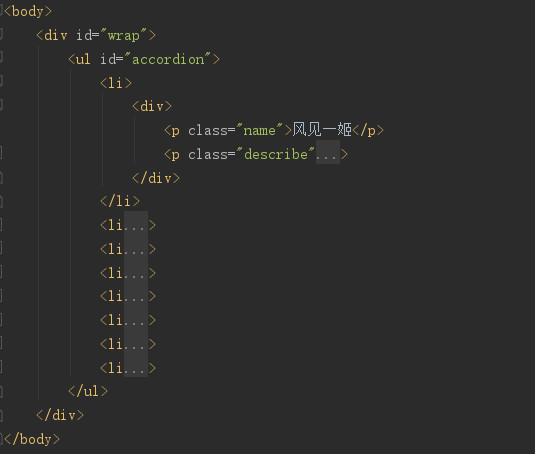 <body>
<div id="wrap">
<ul id="accordion">
<li>
<div>
<p class="name">风见一姬</p>
<p class="describe"...>
</div>
</li>
<li...>
<li...>
<li...>
<li...>
<li...>
<li...>
<li...>
</ul>
</div>
</body>